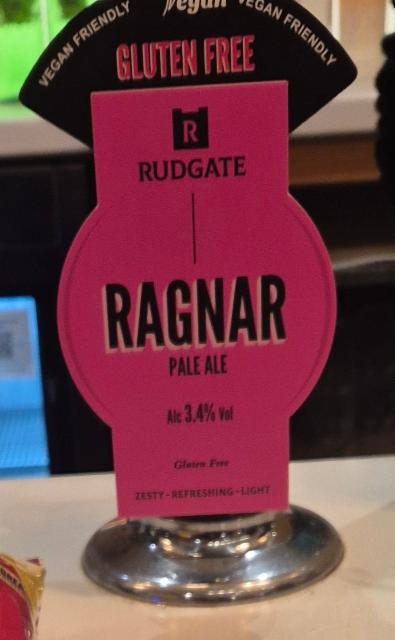 VEGAN FRIENDLY Vegan VEGAN FRIENDLY
GLUTEN FREE
R
RUDGATE
RAGNAR
PALE ALE
Alc 3.4% Vol
Gluten Free
ZESTY - REFRESHING - LIGHT